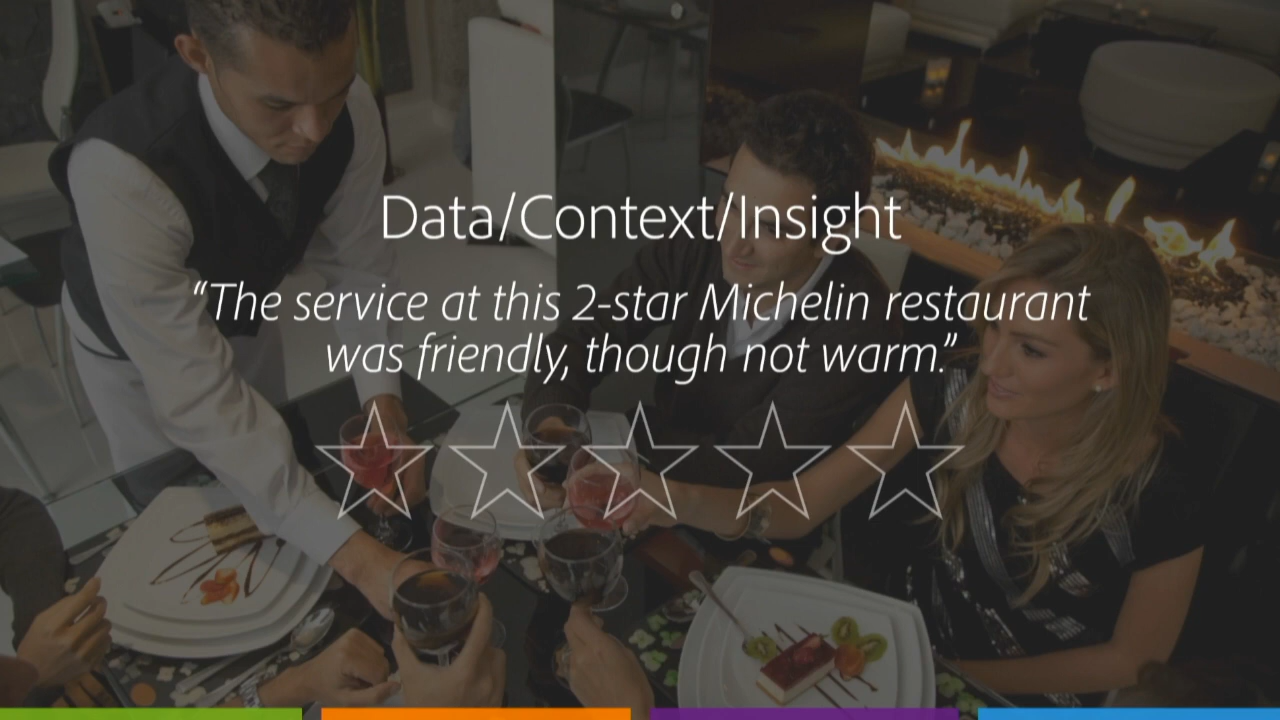 Data/Context/Insight
“The service at this 2-star Michelin restaurant
was friendly, though not warm.”